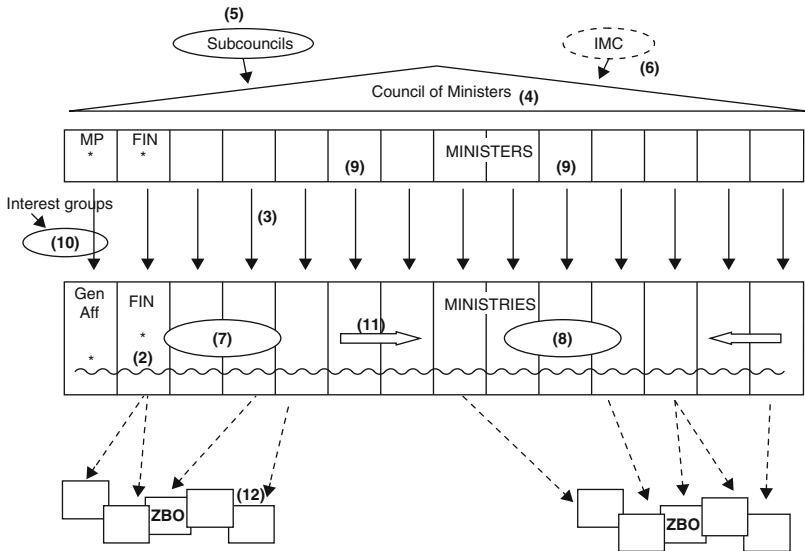 (5)
Subcouncils
IMC
(6)
Council of Ministers (4)
MP FIN
* *
MINISTERS
(9) (9)
Interest groups
(3)
(10)
Gen
Aff
FIN
MINISTRIES
(11)
*
(7) (8)
* (2)
(12)
ZBO ZBO